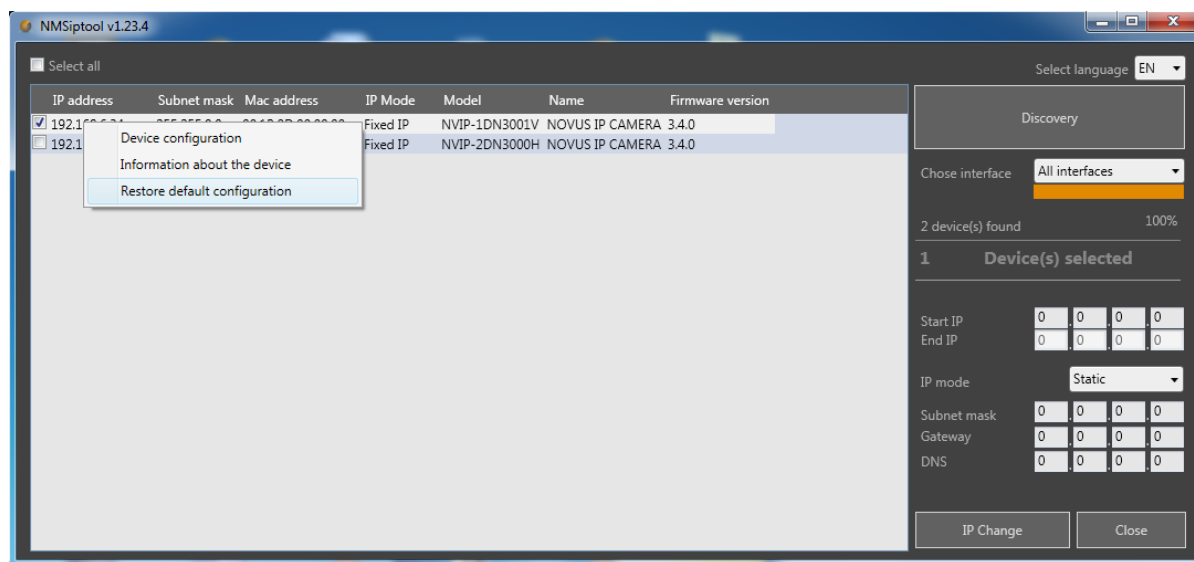 NMSiptool v1.23.4
Select all
Select language EN
IP address Subnet mask Mac address IP Mode Model Name Firmware version
Discovery
Fixed IP NVIP-1DN3001V NOVUS IP CAMERA 3.4.0
192.1 Fixed IP NVIP-2DN3000H NOVUS IP CAMERA 3.4.0
Device configuration
Information about the device
Restore default configuration
Chose interface All interfaces
2 device(s) found 100%
1 Device(s) selected
Start IP 0 . 0 . 0 . 0
End IP 0 . 0 . 0 . 0
IP mode Static
Subnet mask 0 . 0 . 0 . 0
Gateway 0 . 0 . 0 . 0
DNS 0 . 0 . 0 . 0
IP Change Close